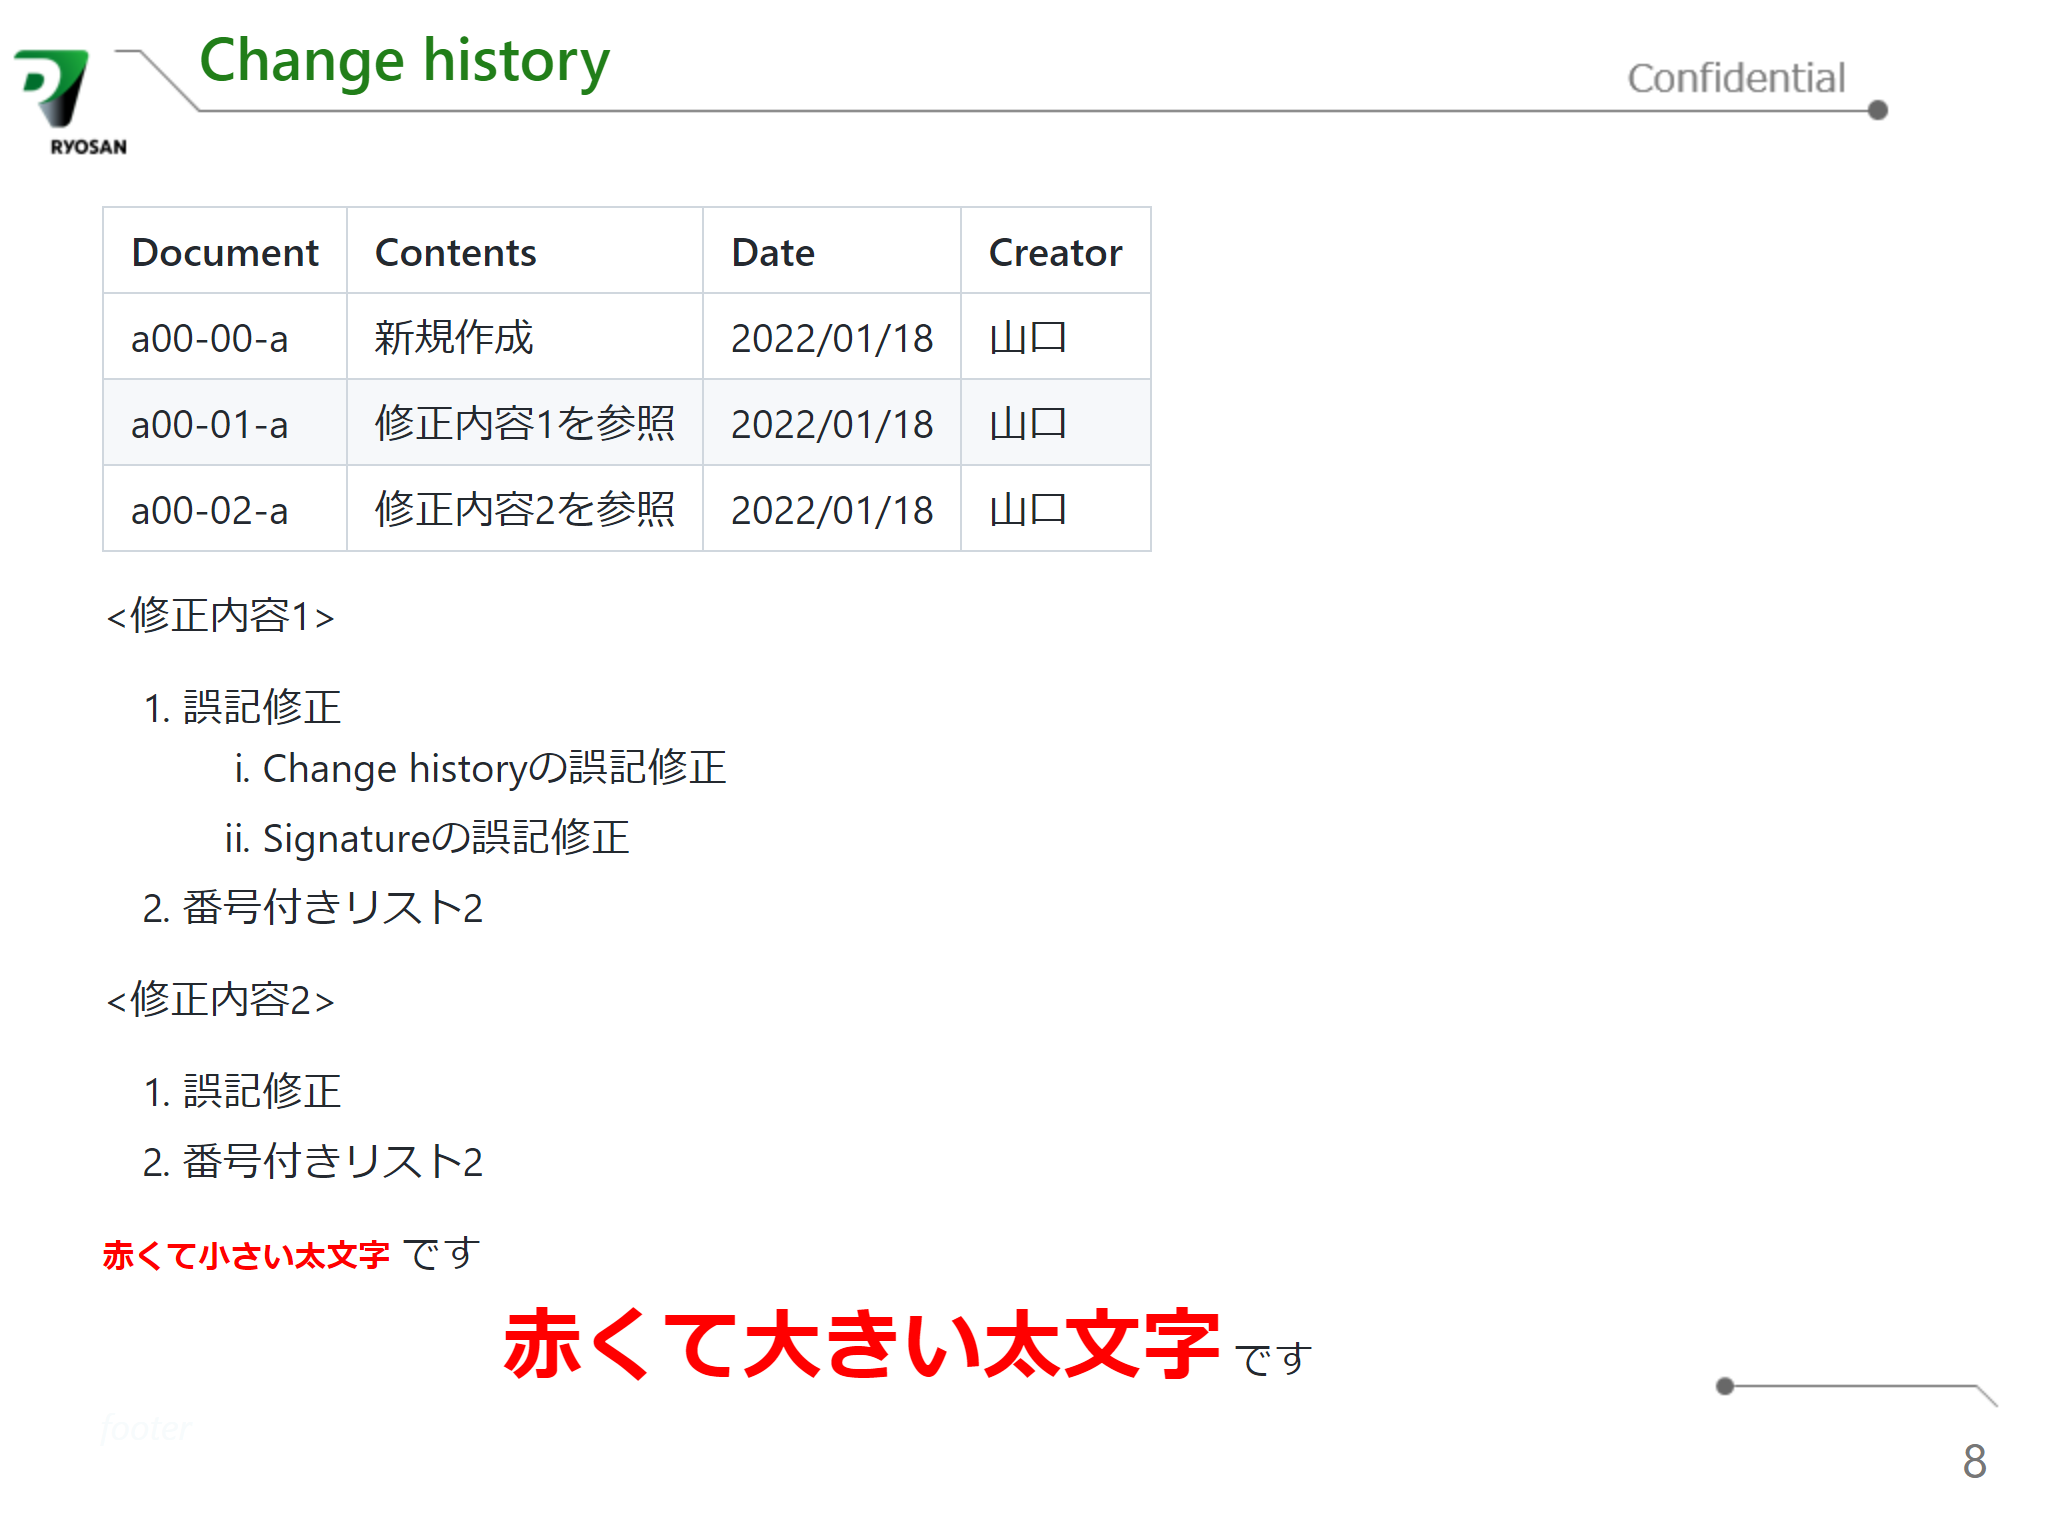 Change history
Confidential
RYOSAN
Document Contents Date Creator
a00-00-a 新規作成 2022/01/18 山口
a00-01-a 修正内容1を参照 2022/01/18 山口
a00-02-a 修正内容2を参照 2022/01/18 山口
<修正内容1>
1. 誤記修正
i. Change historyの誤記修正
ii. Signatureの誤記修正
2. 番号付きリスト2
<修正内容2>
1. 誤記修正
2. 番号付きリスト2
赤くて小さい太文字 です
赤くて大きい太文字 です
footer
8